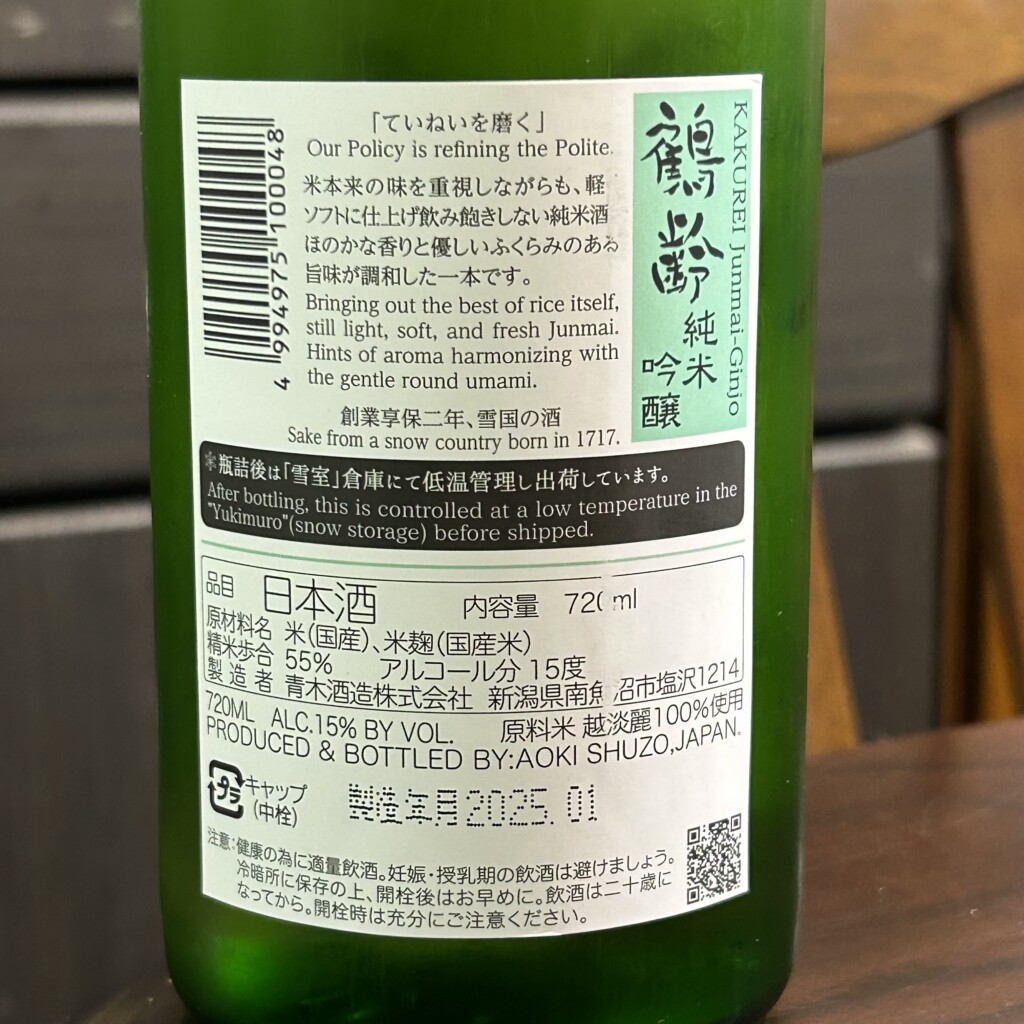 「ていねいを磨く」
Our Policy is refining the Polite.
米本来の味を重視しながらも、軽
ソフトに仕上げ飲み飽きしない純米酒
ほのかな香りと優しいふくらみのある
旨味が調和した一本です。
Bringing out the best of rice itself,
still light, soft, and fresh Junmai.
Hints of aroma harmonizing with
the gentle round umami.
創業享保二年、雪国の酒
Sake from a snow country born in 1717.
4 994975 100048
鶴齢
純米
吟醸
KAKUREI Junmai-Ginjo
※瓶詰後は「雪室」倉庫にて低温管理し出荷しています。
After bottling, this is controlled at a low temperature in the
"Yukimuro"(snow storage) before shipped.
品目 日本酒 内容量 720ml
原材料名 米(国産)、米麹(国産米)
精米歩合 55% アルコール分 15度
製造者 青木酒造株式会社 新潟県南魚沼市塩沢1214
720ML ALC.15% BY VOL. 原料米 越淡麗100%使用
PRODUCED & BOTTLED BY:AOKI SHUZO,JAPAN.
プラ
キャップ
(中栓)
製造年月2025.01
注意:健康の為に適量飲酒。妊娠・授乳期の飲酒は避けましょう。
冷暗所に保存の上、開栓後はお早めに。飲酒は二十歳に
なってから。開栓時は充分にご注意ください。